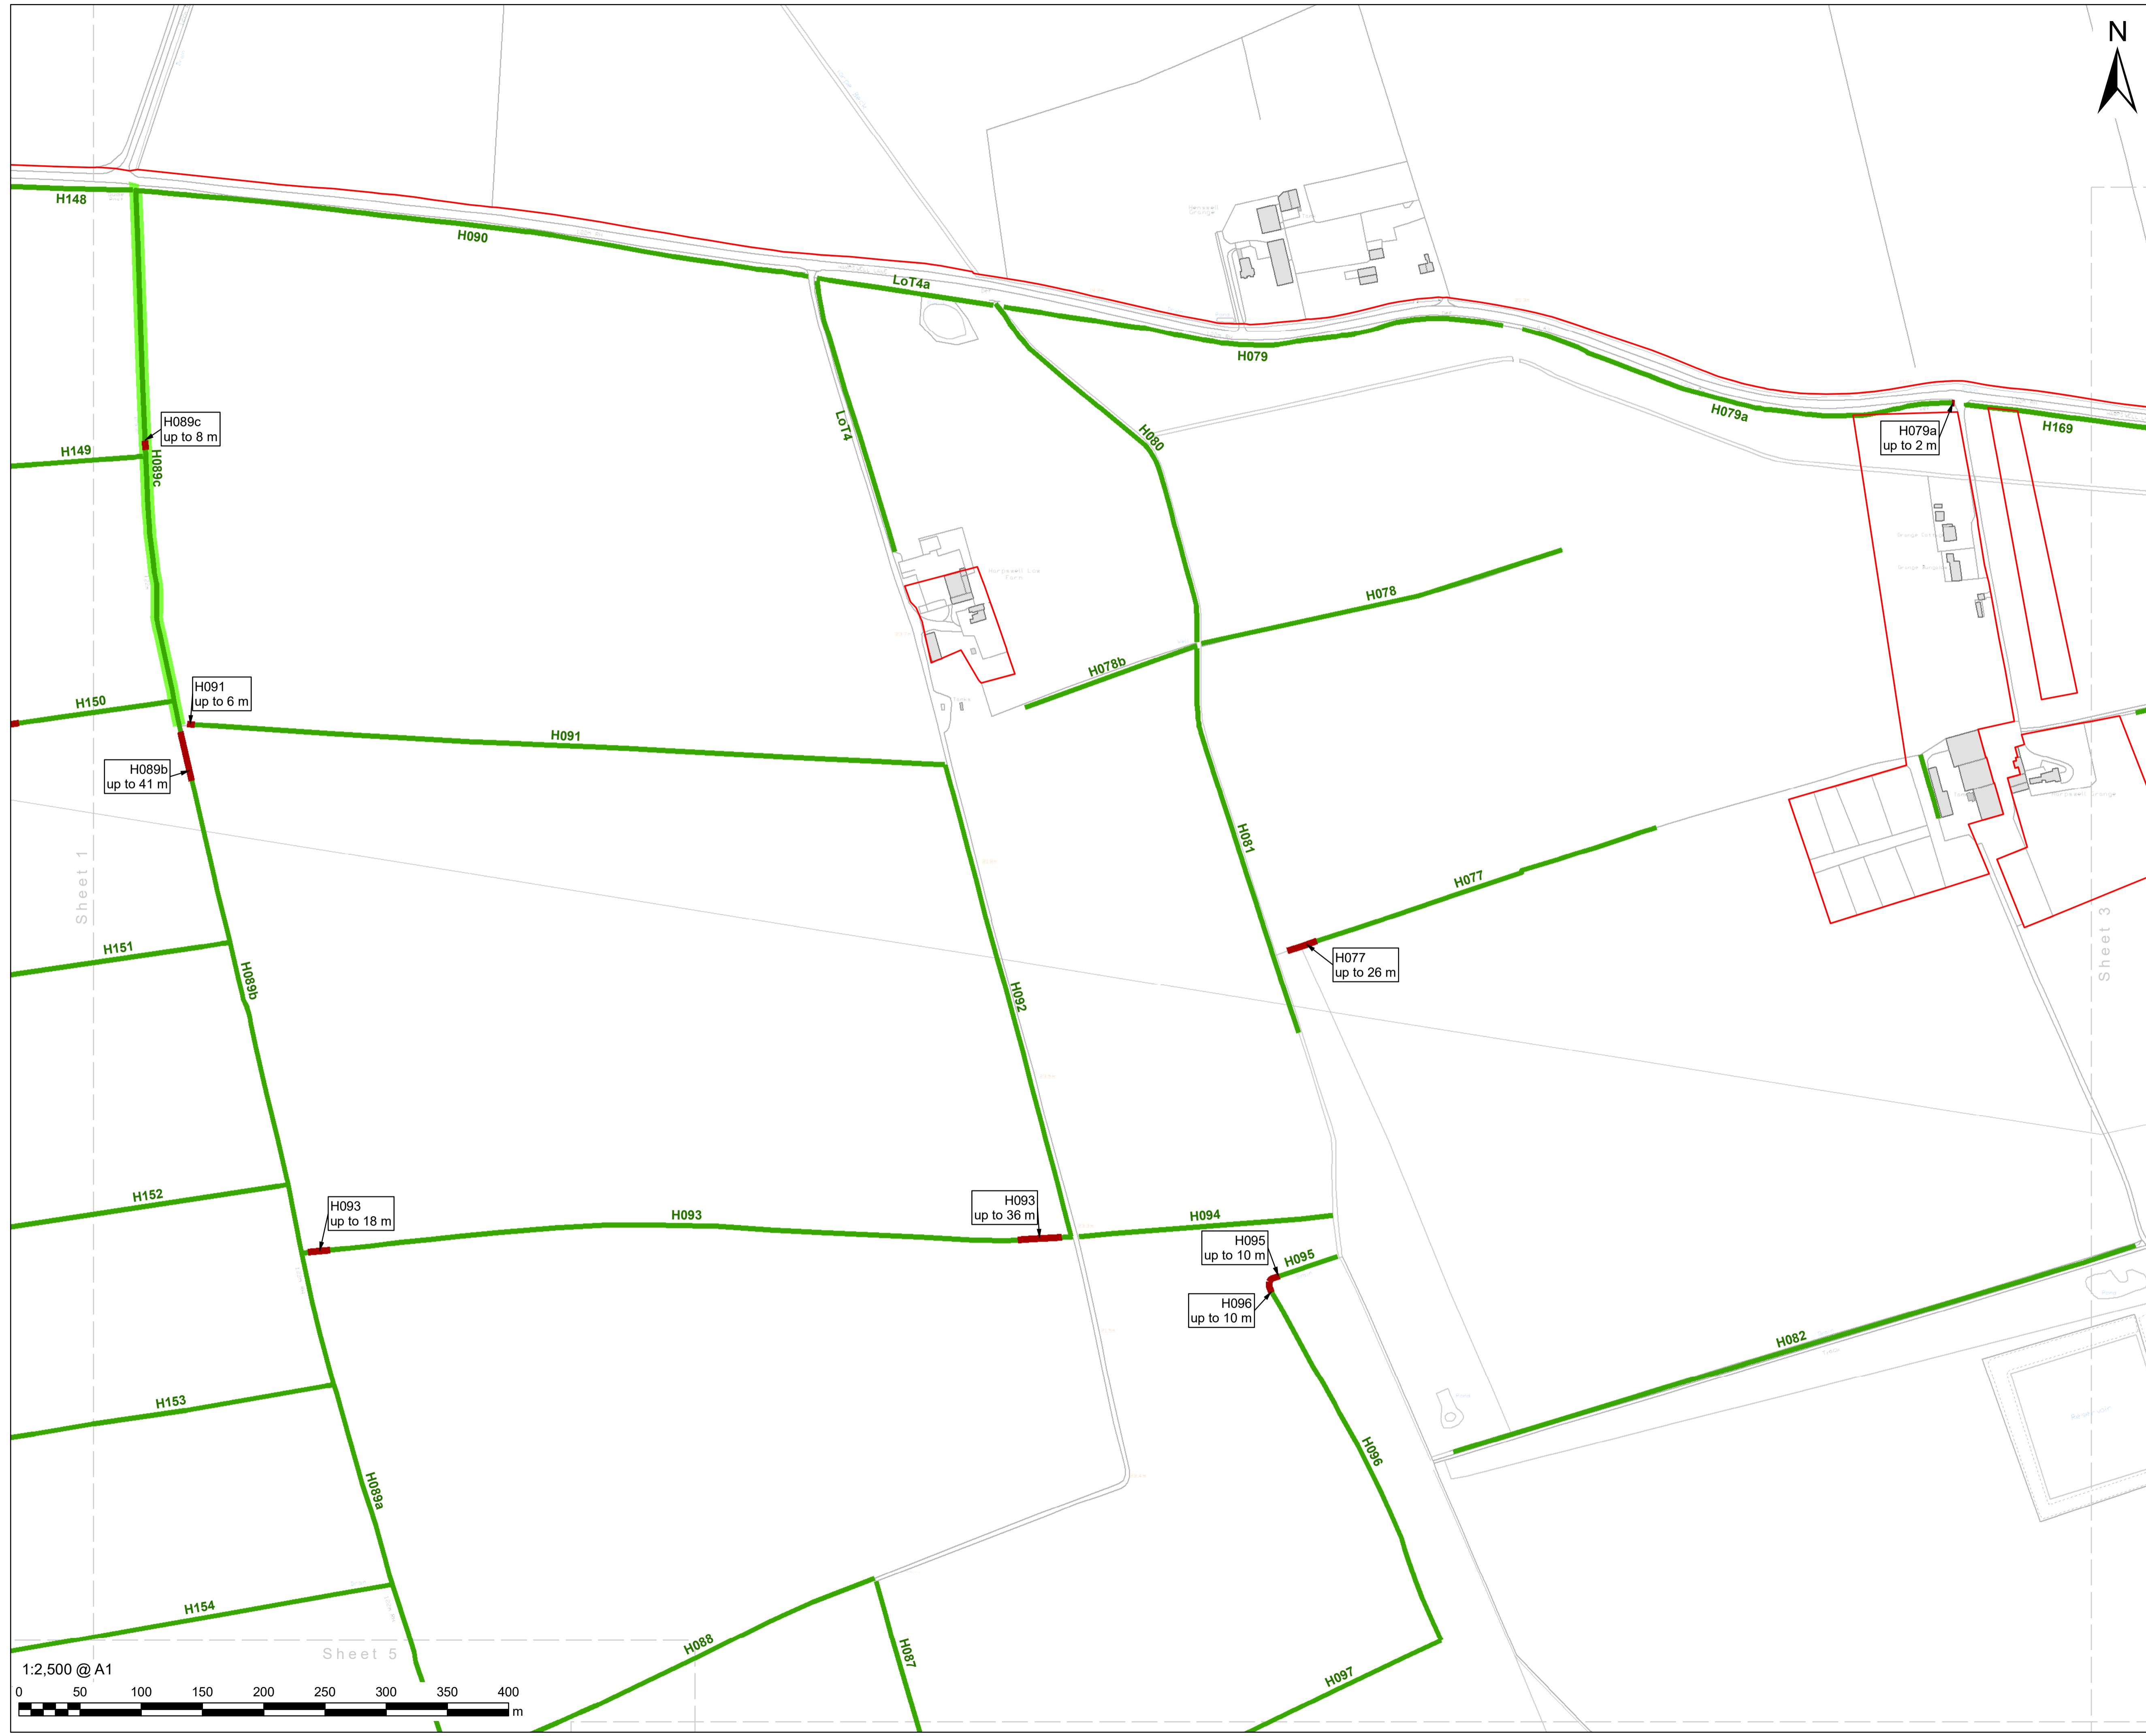 N
H148
H090
LoT4a
H079
H079a
H079a
up to 2 m
H169
H089c
up to 8 m
H149
H089c
LoT4
H080
H078
H078b
H091
up to 6 m
H150
H091
H089b
up to 41 m
Sheet 1
H081
H077
H077
up to 26 m
Sheet 3
H151
H089b
H092
H152
H093
up to 18 m
H093
H093
up to 36 m
H094
H095
up to 10 m
H095
H096
up to 10 m
H082
H153
H089a
H096
H154
Sheet 5
H088
H087
H097
1:2,500 @ A1
0 50 100 150 200 250 300 350 400
m